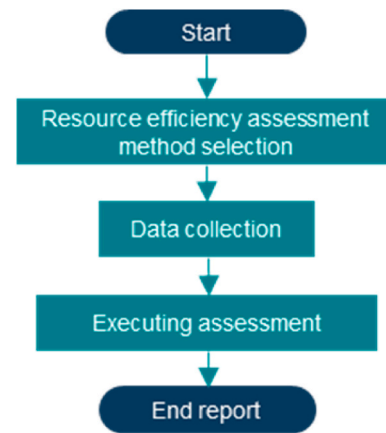 Start
Resource efficiency assessment
method selection
Data collection
Executing assessment
End report